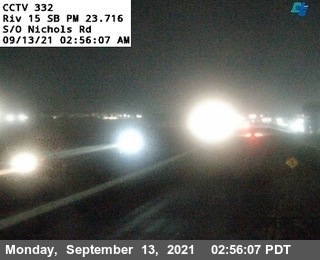 CCTV 332
Riv 15 SB PM 23.716
S/O Nichols Rd
09/13/21 02:56:07 AM
Monday, September 13, 2021 02:56:07 PDT